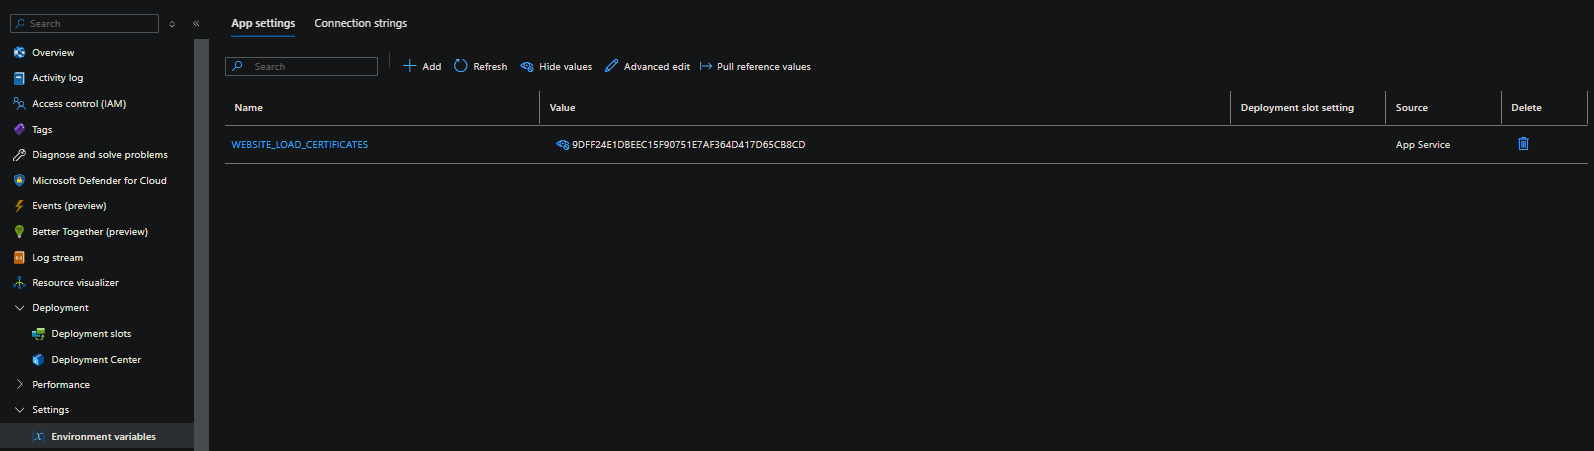 Search
Overview
Activity log
Access control (IAM)
Tags
Diagnose and solve problems
Microsoft Defender for Cloud
Events (preview)
Better Together (preview)
Log stream
Resource visualizer
Deployment
Deployment slots
Deployment Center
Performance
Settings
Environment variables
App settings Connection strings
Search Add Refresh Hide values Advanced edit Pull reference values
Name Value Deployment slot setting Source Delete
WEBSITE_LOAD_CERTIFICATES 9DFF24E1DBEEC15F90751E7AF364D417D65CB8CD App Service